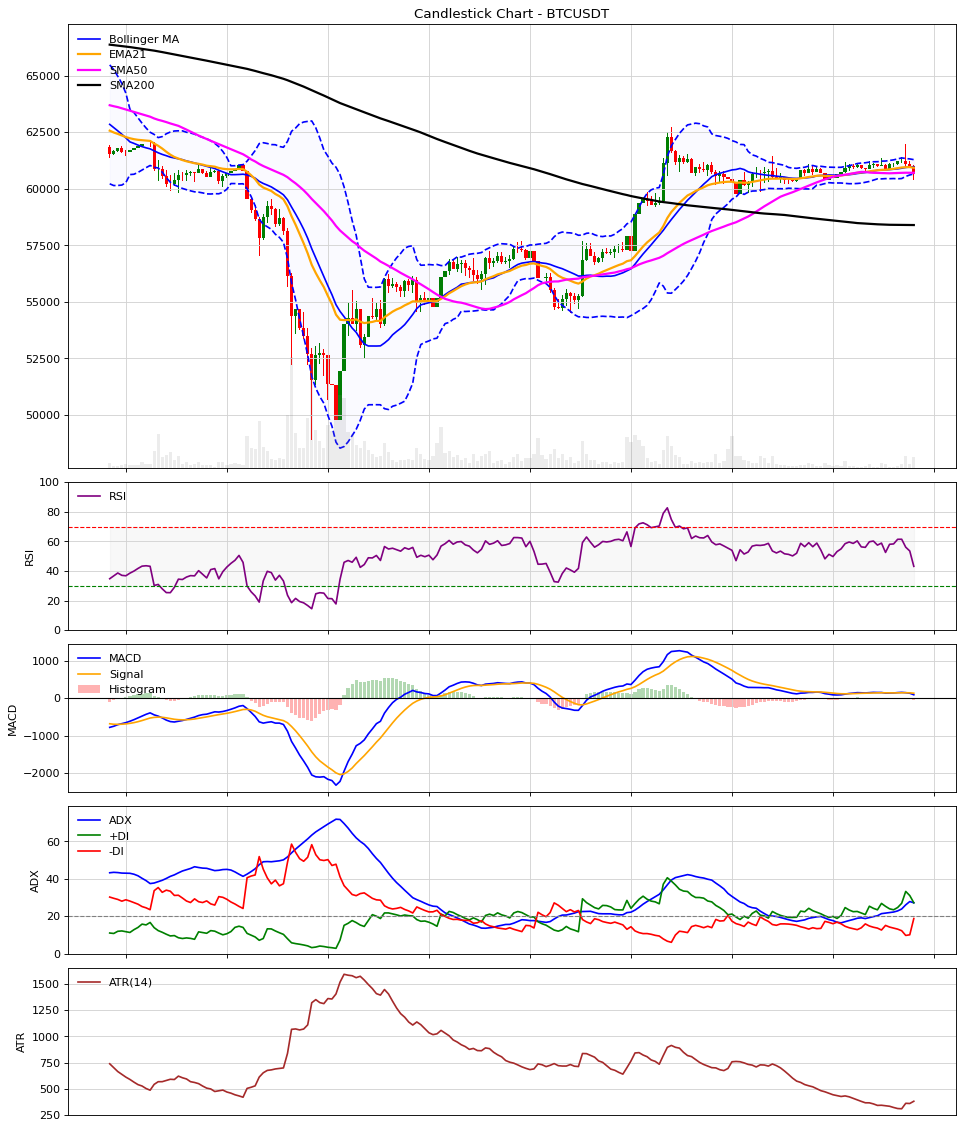 Candlestick Chart - BTCUSDT
Bollinger MA
EMA21
SMA50
SMA200
65000
62500
60000
57500
55000
52500
50000
RSI
100
80
60
40
20
0
RSI
MACD
Signal
Histogram
1000
0
−1000
−2000
MACD
ADX
+DI
-DI
60
40
20
0
ADX
ATR(14)
1500
1250
1000
750
500
250
ATR